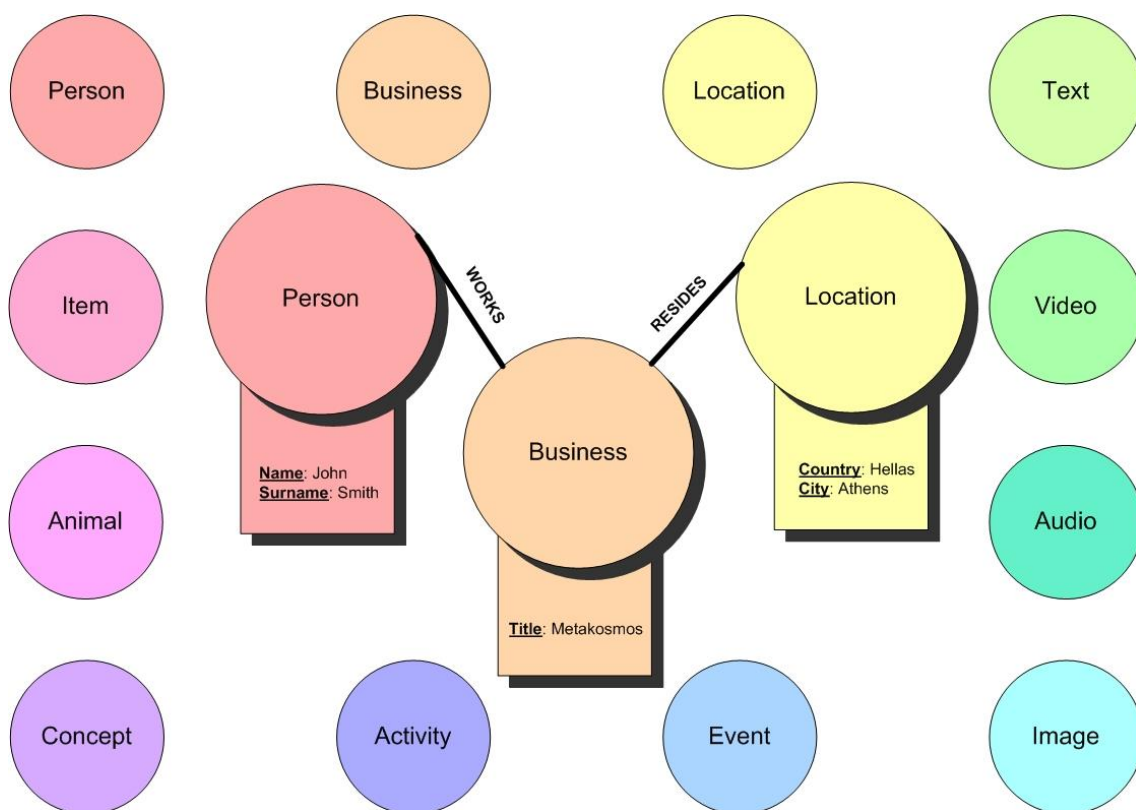 Person
Business
Location
Text
Item
Person
WORKS
RESIDES
Location
Video
Business
Name: John
Surname: Smith
Country: Hellas
City: Athens
Animal
Audio
Title: Metakosmos
Concept
Activity
Event
Image